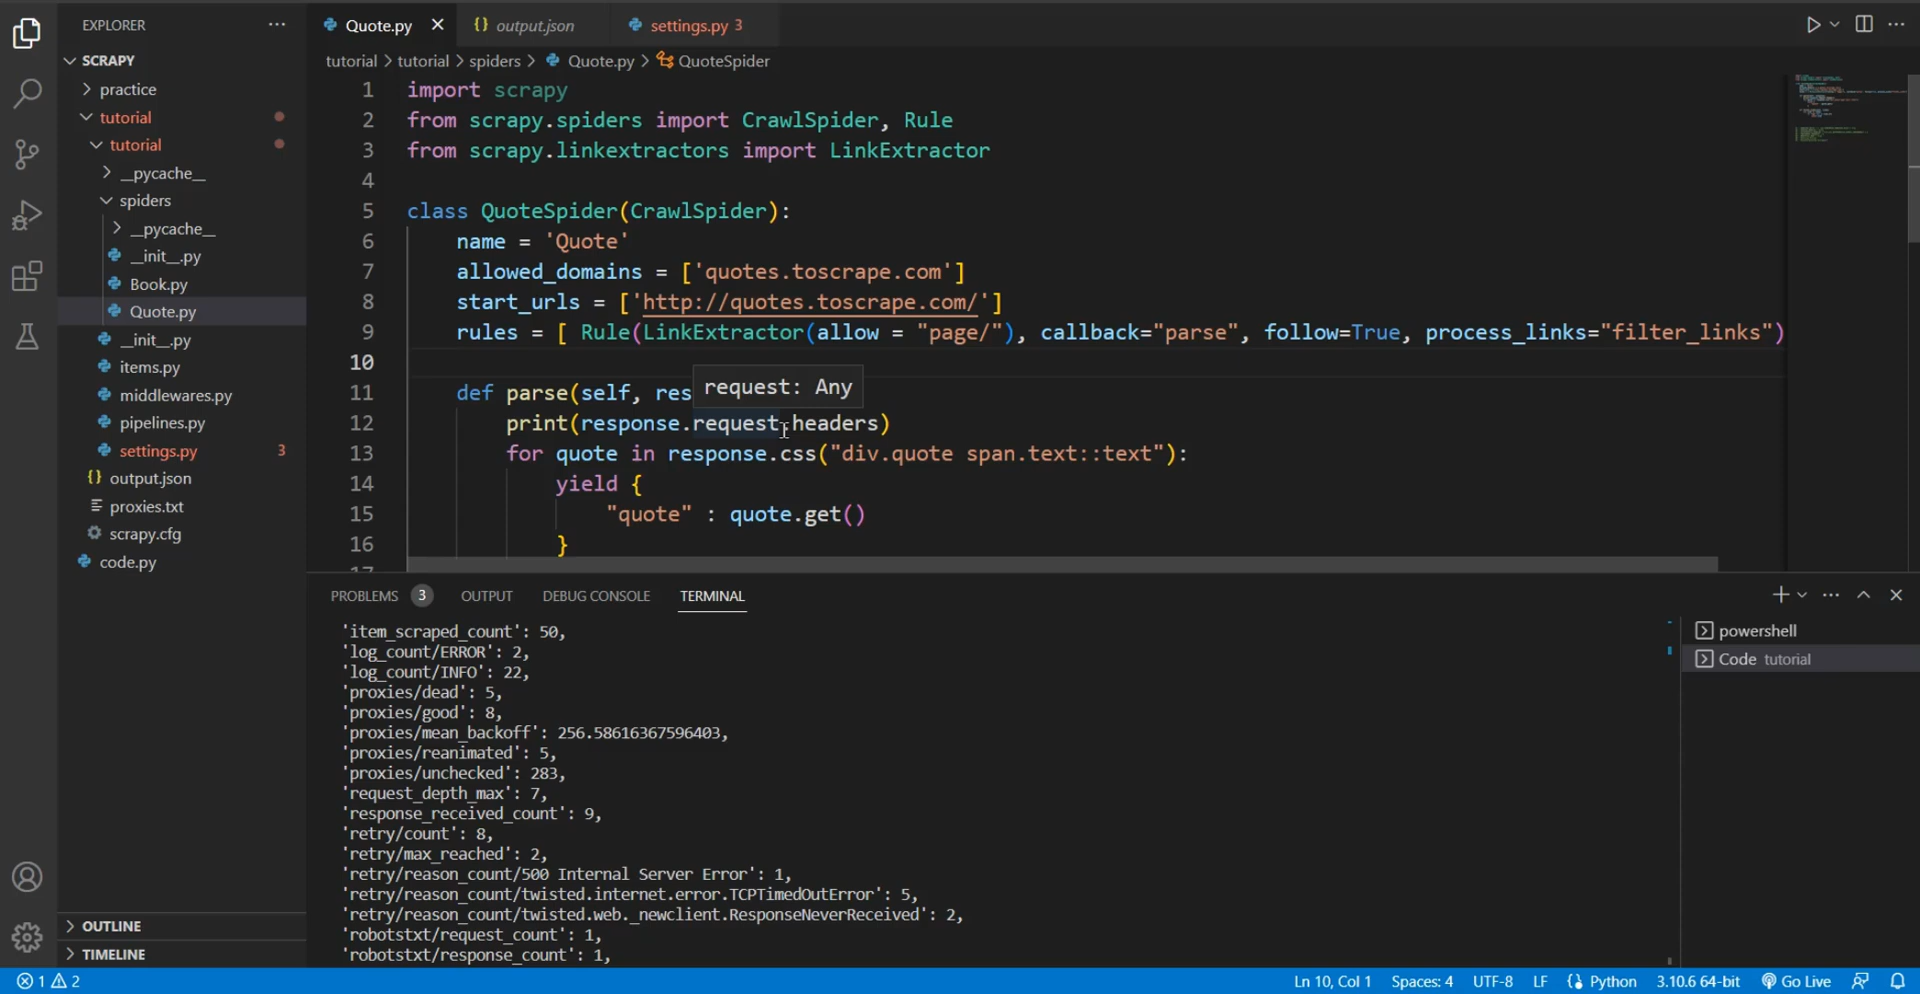 EXPLORER
SCRAPY
practice
tutorial
tutorial
__pycache__
spiders
__pycache__
__init__.py
Book.py
Quote.py
__init__.py
items.py
middlewares.py
pipelines.py
settings.py 3
output.json
proxies.txt
scrapy.cfg
code.py
OUTLINE
TIMELINE
Quote.py
output.json
settings.py 3
tutorial > tutorial > spiders > Quote.py > QuoteSpider
1 import scrapy
2 from scrapy.spiders import CrawlSpider, Rule
3 from scrapy.linkextractors import LinkExtractor
4
5 class QuoteSpider(CrawlSpider):
6 name = 'Quote'
7 allowed_domains = ['quotes.toscrape.com']
8 start_urls = ['http://quotes.toscrape.com/']
9 rules = [ Rule(LinkExtractor(allow = "page/"), callback="parse", follow=True, process_links="filter_links")
10
request: Any
11 def parse(self, res
12 print(response.request.headers)
13 for quote in response.css("div.quote span.text::text"):
14 yield {
15 "quote" : quote.get()
16 }
17
PROBLEMS 3 OUTPUT DEBUG CONSOLE TERMINAL
'item_scraped_count': 50,
'log_count/ERROR': 2,
'log_count/INFO': 22,
'proxies/dead': 5,
'proxies/good': 8,
'proxies/mean_backoff': 256.58616367596403,
'proxies/reanimated': 5,
'proxies/unchecked': 283,
'request_depth_max': 7,
'response_received_count': 9,
'retry/count': 8,
'retry/max_reached': 2,
'retry/reason_count/500 Internal Server Error': 1,
'retry/reason_count/twisted.internet.error.TCPTimedOutError': 5,
'retry/reason_count/twisted.web._newclient.ResponseNeverReceived': 2,
'robotstxt/request_count': 1,
'robotstxt/response_count': 1,
powershell
Code tutorial
1 2 Ln 10, Col 1 Spaces: 4 UTF-8 LF Python 3.10.6 64-bit Go Live